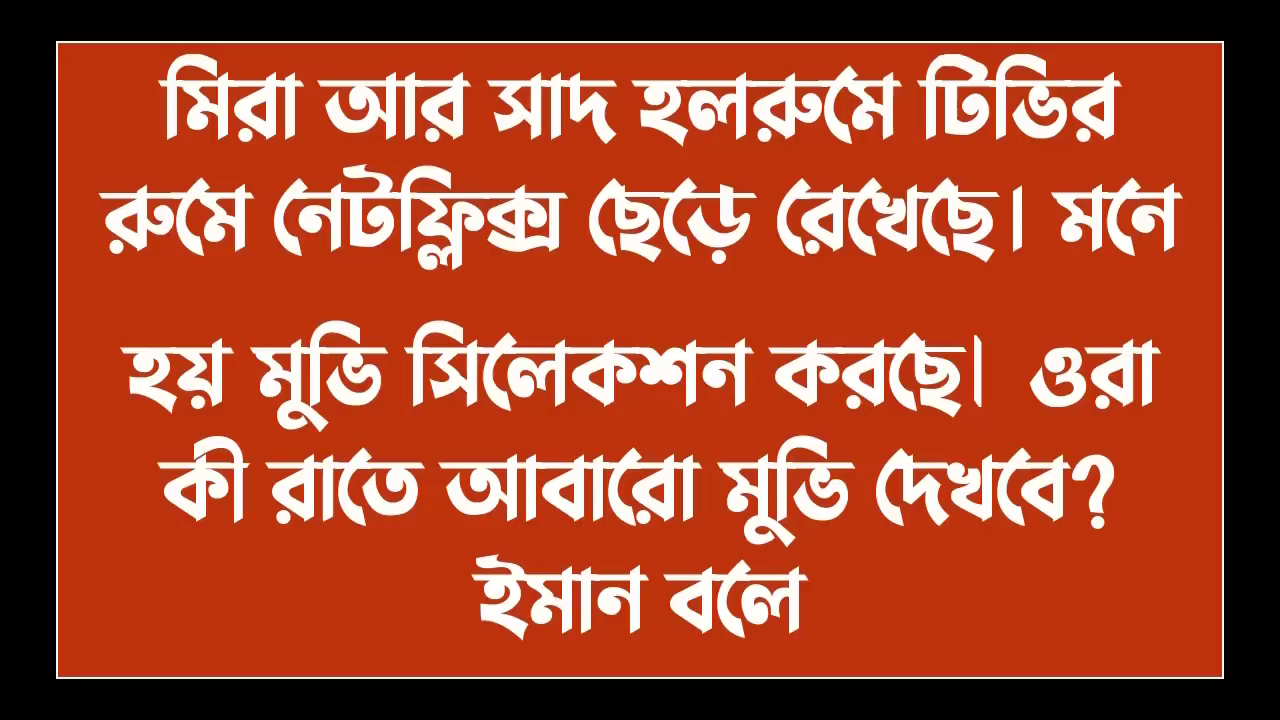 মিরা আর সাদ হলরুমে টিভির
রুমে নেটফ্লিক্স ছেড়ে রেখেছে। মনে
হয় মুভি সিলেকশন করছে। ওরা
কী রাতে আবারো মুভি দেখবে?
ইমান বলে